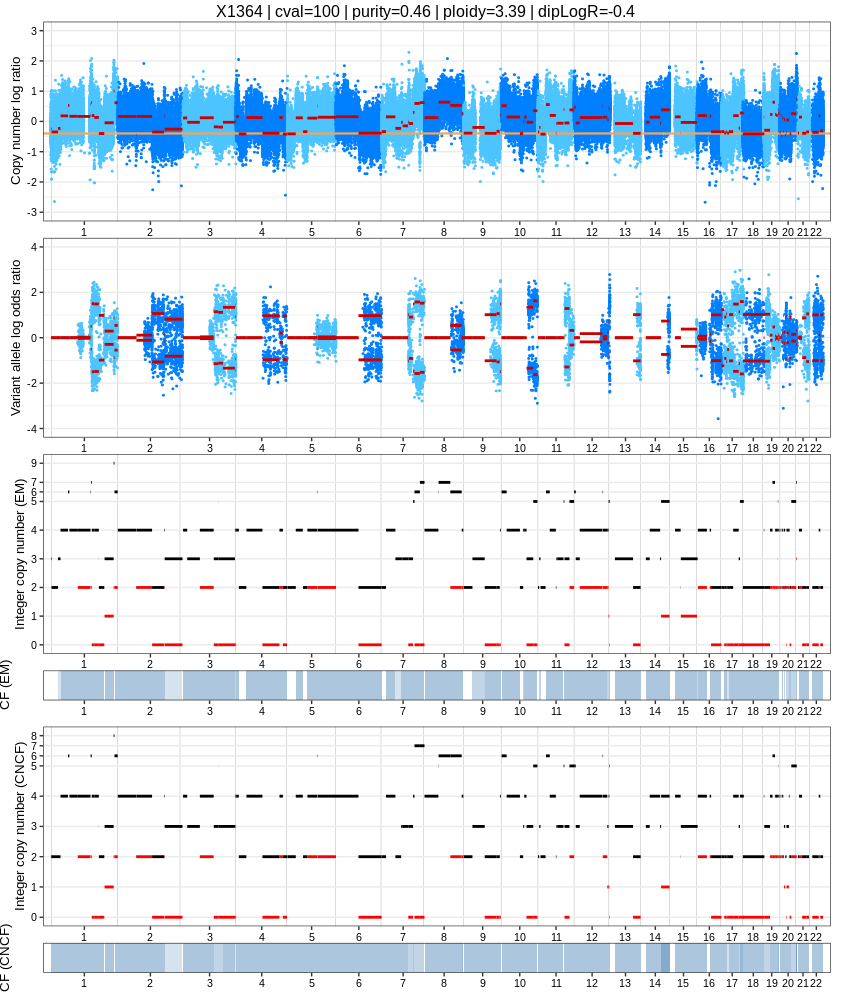 X1364 | cval=100 | purity=0.46 | ploidy=3.39 | dipLogR=-0.4
Copy number log ratio
3
2
1
0
-1
-2
-3
1 2 3 4 5 6 7 8 9 10 11 12 13 14 15 16 17 18 19 20 21 22
Variant allele log odds ratio
4
2
0
-2
-4
1 2 3 4 5 6 7 8 9 10 11 12 13 14 15 16 17 18 19 20 21 22
Integer copy number (EM)
9
7
6
5
4
3
2
1
0
1 2 3 4 5 6 7 8 9 10 11 12 13 14 15 16 17 18 19 20 21 22
CF (EM)
1 2 3 4 5 6 7 8 9 10 11 12 13 14 15 16 17 18 19 20 21 22
Integer copy number (CNCF)
8
7
6
5
4
3
2
1
0
1 2 3 4 5 6 7 8 9 10 11 12 13 14 15 16 17 18 19 20 21 22
CF (CNCF)
1 2 3 4 5 6 7 8 9 10 11 12 13 14 15 16 17 18 19 20 21 22